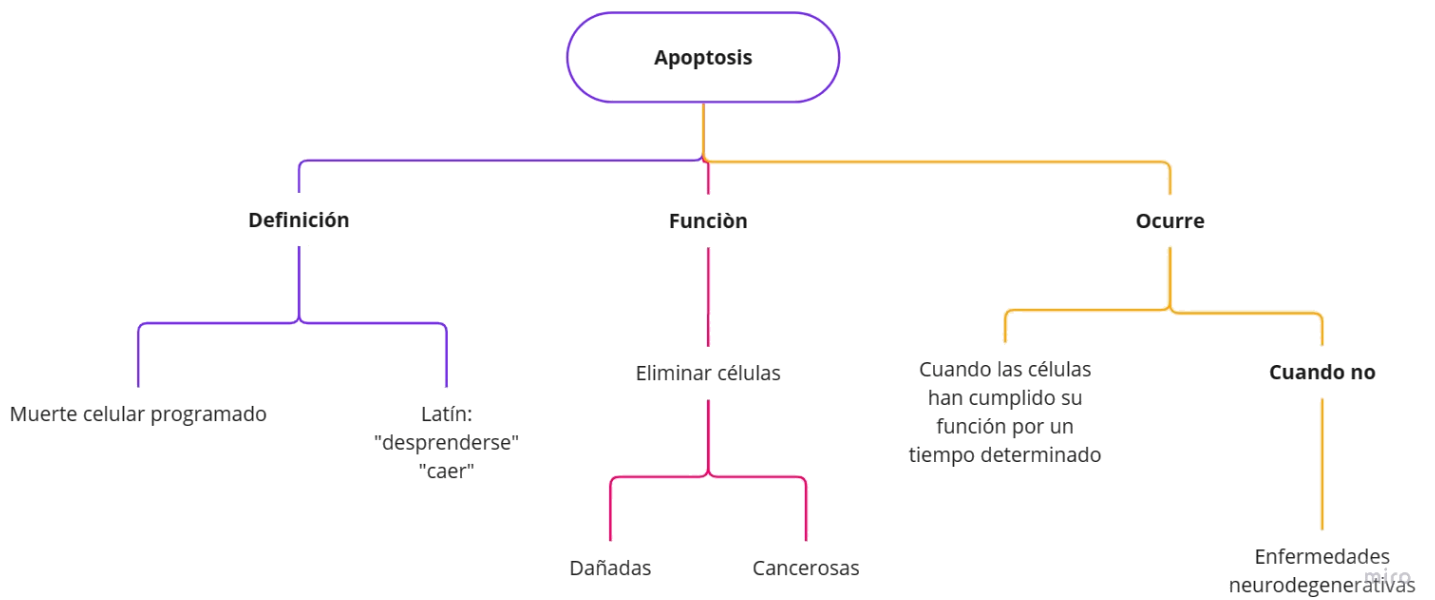 Apoptosis
Definición
Funciòn
Ocurre
Muerte celular programado
Latín:
"desprenderse"
"caer"
Eliminar células
Dañadas
Cancerosas
Cuando las células
han cumplido su
función por un
tiempo determinado
Cuando no
Enfermedades
neurodegenerativas
miro